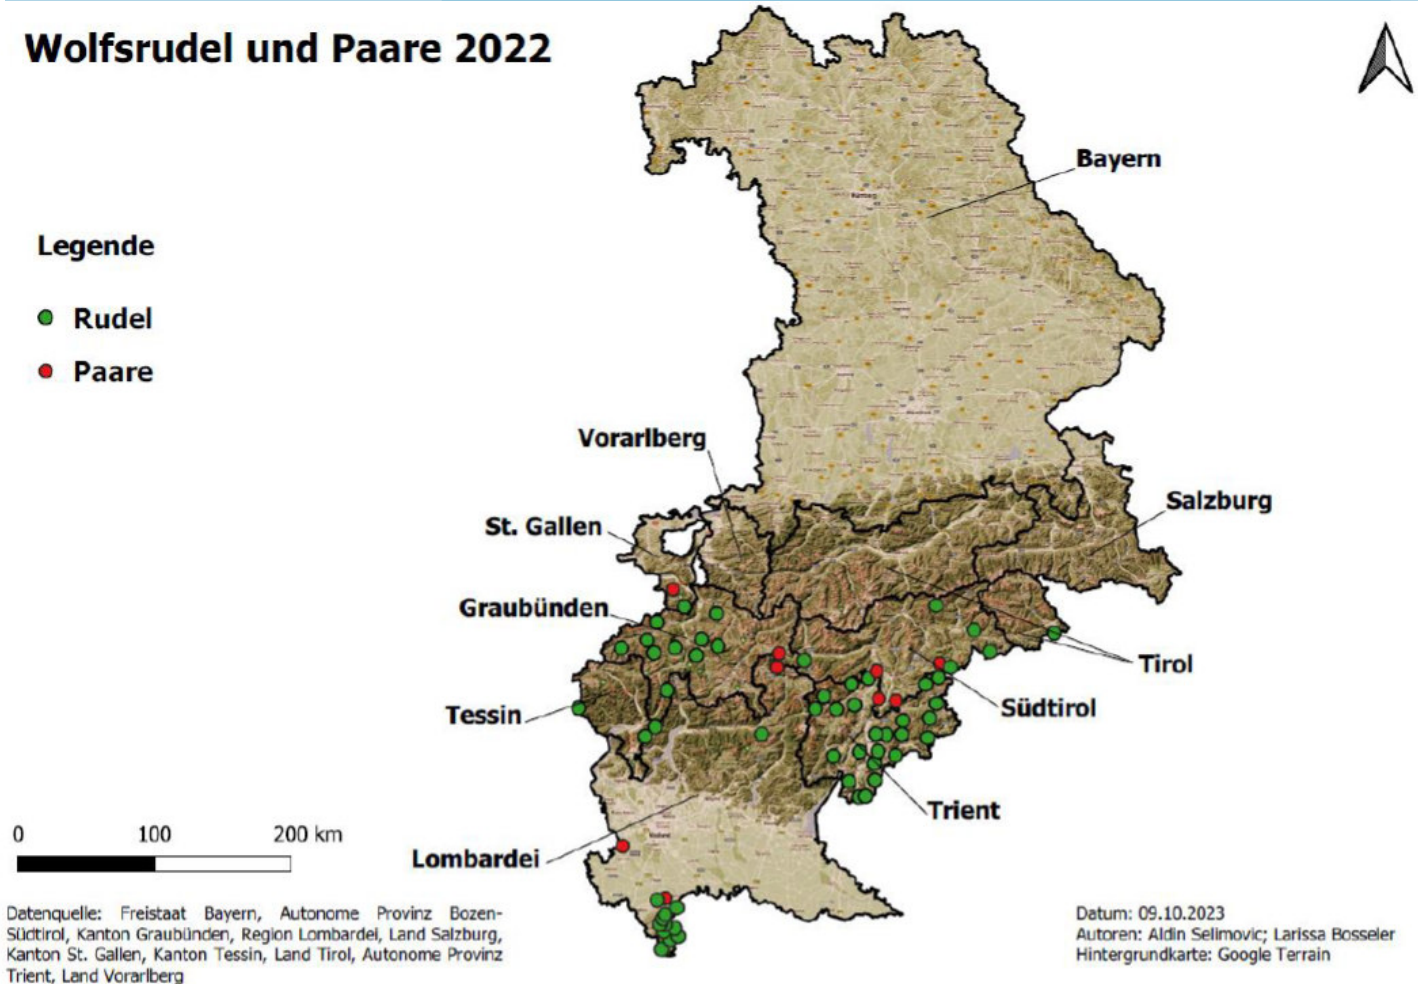 Wolfsrudel und Paare 2022
Bayern
Legende
Rudel
Paare
Vorarlberg
Salzburg
St. Gallen
Graubünden
Tirol
Südtirol
Tessin
Trient
0 100 200 km
Lombardei
Datenquelle: Freistaat Bayern, Autonome Provinz Bozen-
Südtirol, Kanton Graubünden, Region Lombardei, Land Salzburg,
Kanton St. Gallen, Kanton Tessin, Land Tirol, Autonome Provinz
Trient, Land Vorarlberg
Datum: 09.10.2023
Autoren: Aldin Selimovic; Larissa Bosseler
Hintergrundkarte: Google Terrain